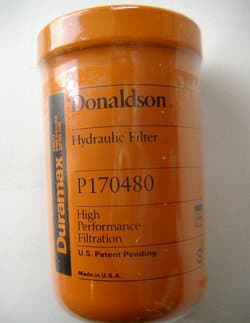 Donaldson
Hydraulic Filter
P170480
High
Performance
Filtration
U.S. Patent Pending
Made in U.S.A.
Duramax